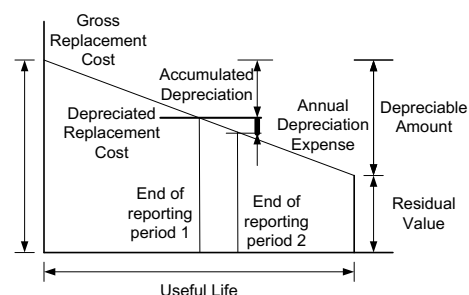 Gross
Replacement
Cost
Accumulated
Depreciation
Depreciated
Replacement
Cost
Annual
Depreciation
Expense
Depreciable
Amount
End of
reporting
period 1
End of
reporting
period 2
Residual
Value
Useful Life